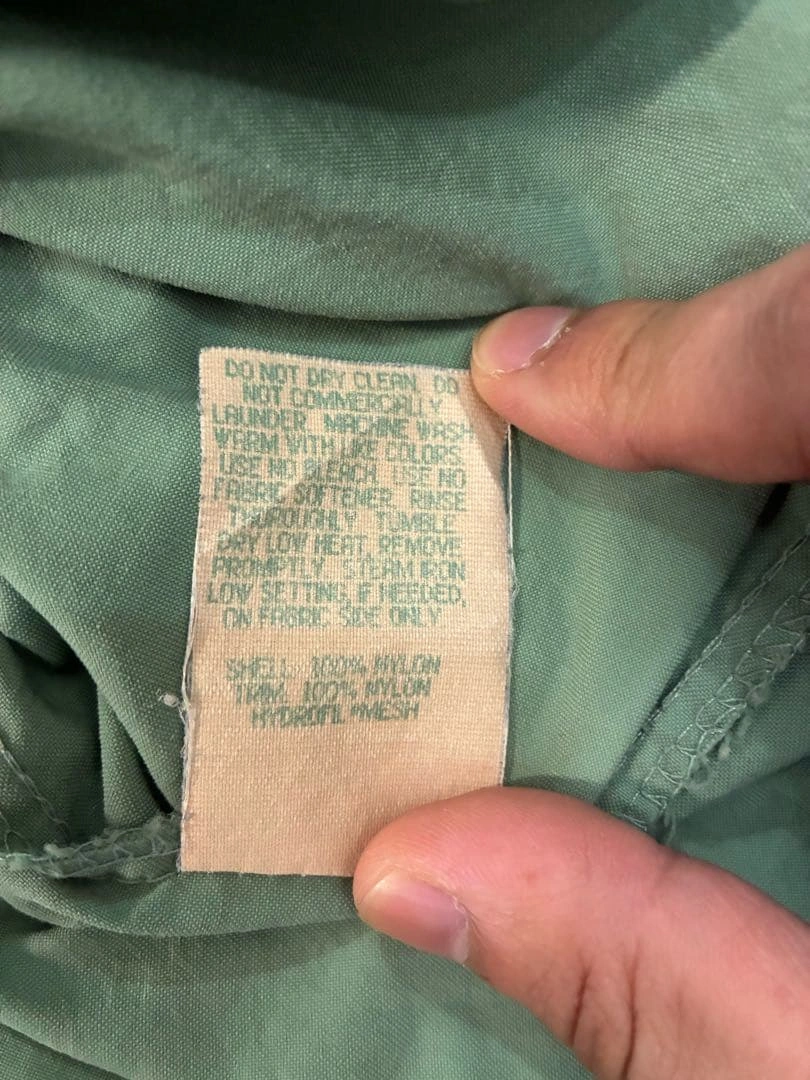 DO NOT DRY CLEAN. DO
NOT COMMERCIALLY
LAUNDER. MACHINE WASH
WARM WITH LIKE COLORS.
USE NO BLEACH. USE NO
FABRIC SOFTENER. RINSE
THOROUGHLY. TUMBLE
DRY LOW HEAT, REMOVE
PROMPTLY. STEAM IRON
LOW SETTING, IF NEEDED,
ON FABRIC SIDE ONLY
SHELL: 100% NYLON
TRIM: 100% NYLON
HYDROFIL®MESH